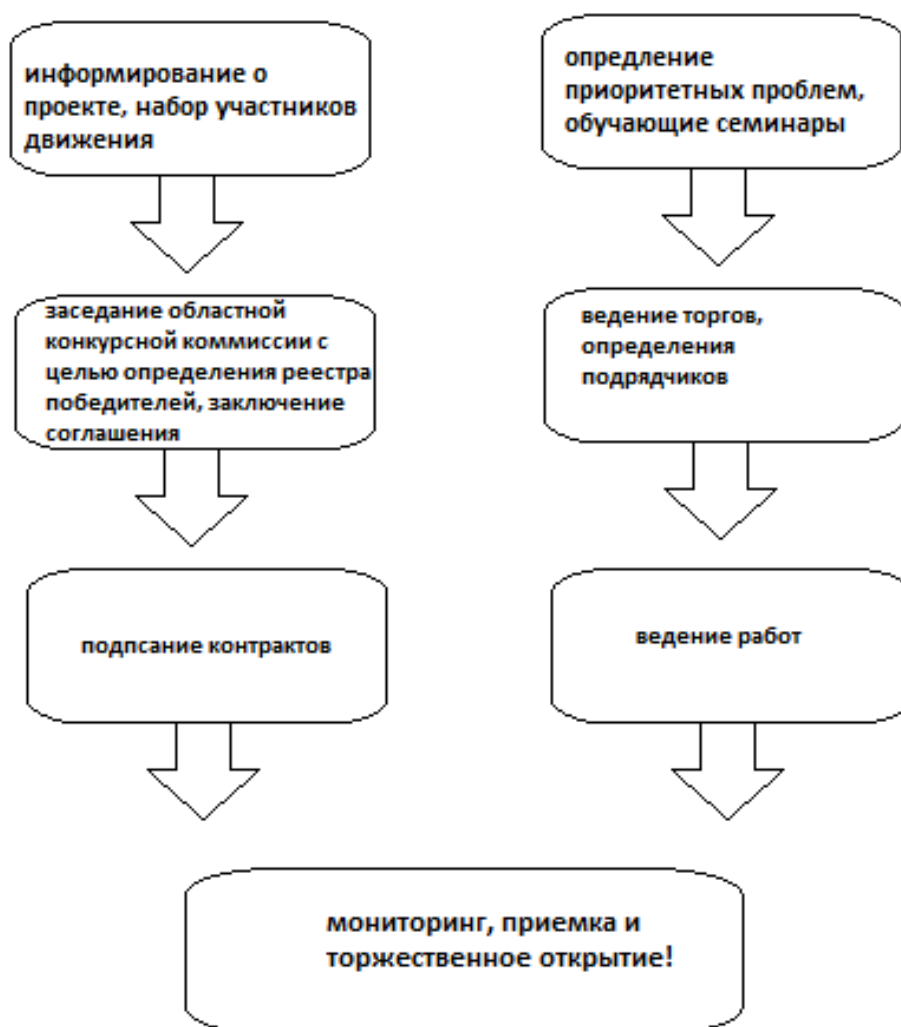 информирование о
проекте, набор участников
движения
опредление
приоритетных проблем,
обучающие семинары
заседание областной
конкурсной коммиссии с
целью определения реестра
победителей, заключение
соглашения
ведение торгов,
определения
подрядчиков
подпсание контрактов
ведение работ
мониторинг, приемка и
торжественное открытие!